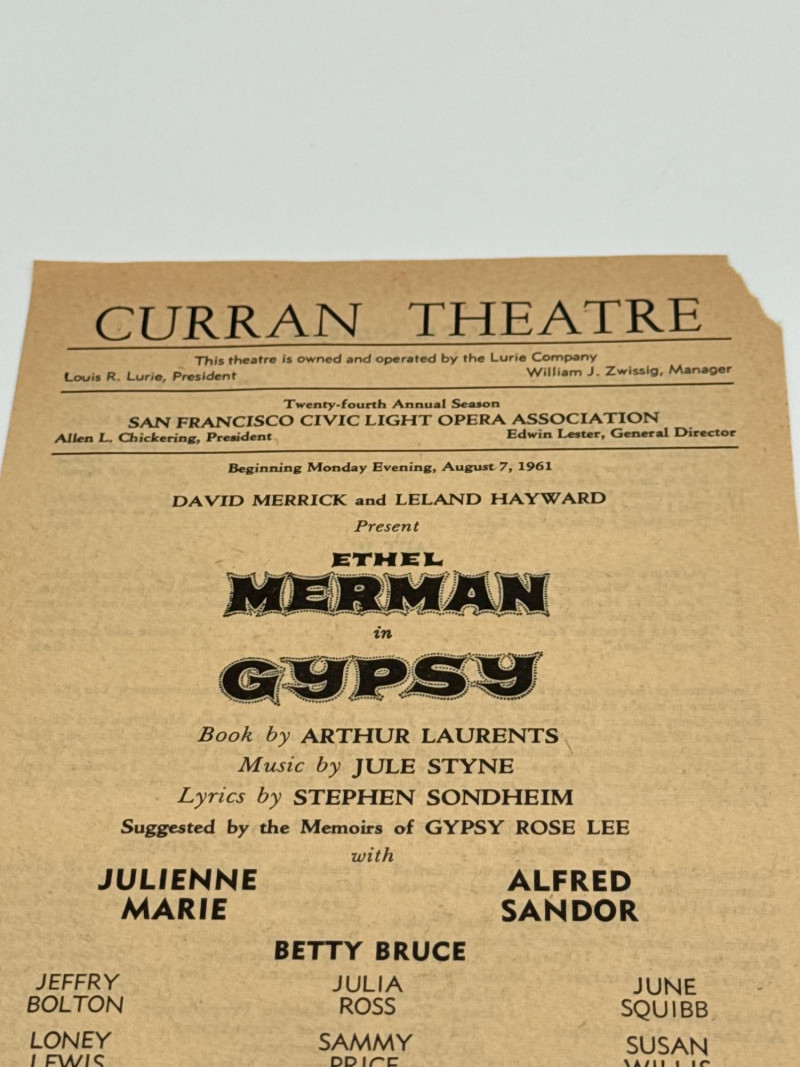 CURRAN THEATRE
This theatre is owned and operated by the Lurie Company
Louis R. Lurie, President William J. Zwissig, Manager
Twenty-fourth Annual Season
SAN FRANCISCO CIVIC LIGHT OPERA ASSOCIATION
Allen L. Chickering, President Edwin Lester, General Director
Beginning Monday Evening, August 7, 1961
DAVID MERRICK and LELAND HAYWARD
Present
ETHEL
MERMAN
in
GYPSY
Book by ARTHUR LAURENTS
Music by JULE STYNE
Lyrics by STEPHEN SONDHEIM
Suggested by the Memoirs of GYPSY ROSE LEE
with
JULIENNE ALFRED
MARIE SANDOR
BETTY BRUCE
JEFFRY JULIA JUNE
BOLTON ROSS SQUIBB
LONEY SAMMY SUSAN
LEWIS PRICE WILLIS